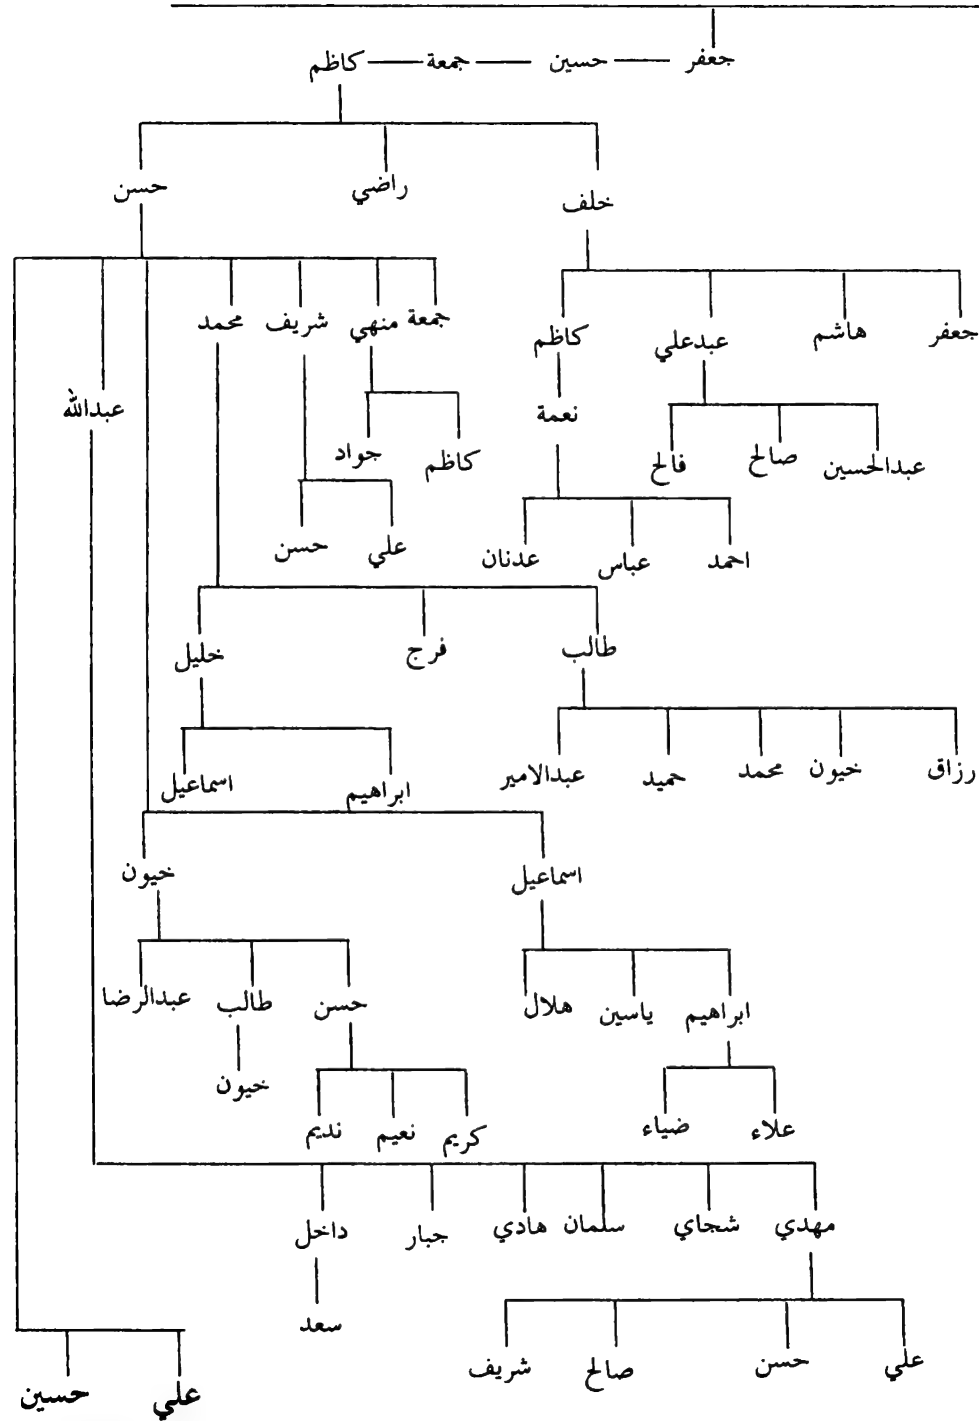 جعفر حسين جمعة كاظم
خلف راضي حسن
جعفر هاشم عبدعلي كاظم جمعة منهي شريف محمد
عبدالله
نعمة
عبدالحسين صالح فالح كاظم جواد
احمد عباس عدنان علي حسن
طالب فرج خليل
رزاق خيون محمد حميد عبدالامير ابراهيم اسماعيل
اسماعيل خيون
ابراهيم ياسين هلال حسن طالب عبدالرضا
خيون
علاء ضياء كريم نعيم نديم
مهدي شجاي سلمان هادي جبار داخل
سعد
علي حسن صالح شريف
علي حسين